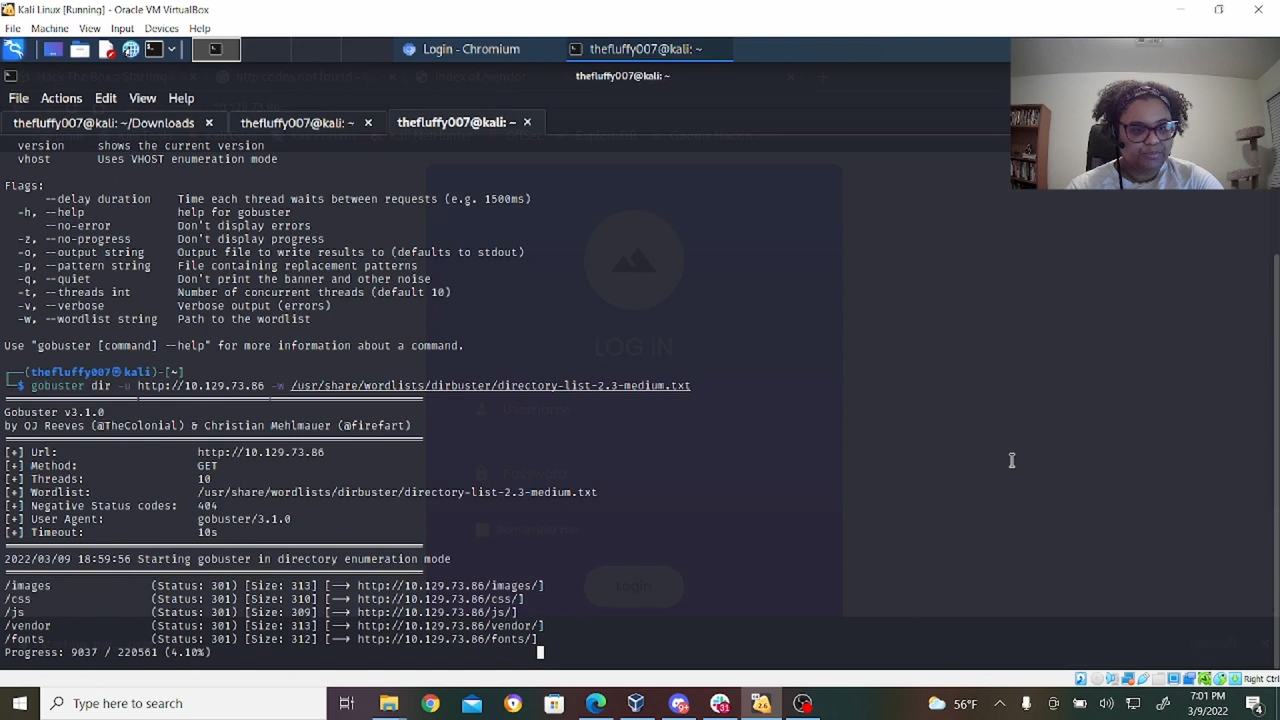 Kali Linux [Running] - Oracle VM VirtualBox
File Machine View Input Devices Help
Login - Chromium
thefluffy007@kali: ~
thefluffy007@kali: ~
File Actions Edit View Help
thefluffy007@kali: ~/Downloads
thefluffy007@kali: ~
thefluffy007@kali: ~
version shows the current version
vhost Uses VHOST enumeration mode
Flags:
--delay duration Time each thread waits between requests (e.g. 1500ms)
-h, --help help for gobuster
--no-error Don't display errors
-z, --no-progress Don't display progress
-o, --output string Output file to write results to (defaults to stdout)
-p, --pattern string File containing replacement patterns
-q, --quiet Don't print the banner and other noise
-t, --threads int Number of concurrent threads (default 10)
-v, --verbose Verbose output (errors)
-w, --wordlist string Path to the wordlist
Use "gobuster [command] --help" for more information about a command.
LOG IN
(thefluffy007㉿kali)-[~]
$ gobuster dir -u http://10.129.73.86 -w /usr/share/wordlists/dirbuster/directory-list-2.3-medium.txt
Username
Gobuster v3.1.0
by OJ Reeves (@TheColonial) & Christian Mehlmauer (@firefart)
[+] Url: http://10.129.73.86
[+] Method: GET
Password
[+] Threads: 10
[+] Wordlist: /usr/share/wordlists/dirbuster/directory-list-2.3-medium.txt
[+] Negative Status codes: 404
[+] User Agent: gobuster/3.1.0
[+] Timeout: 10s
Remember me
2022/03/09 18:59:56 Starting gobuster in directory enumeration mode
/images (Status: 301) [Size: 313] [--> http://10.129.73.86/images/]
Login
/css (Status: 301) [Size: 310] [--> http://10.129.73.86/css/]
/js (Status: 301) [Size: 309] [--> http://10.129.73.86/js/]
/vendor (Status: 301) [Size: 313] [--> http://10.129.73.86/vendor/]
/fonts (Status: 301) [Size: 312] [--> http://10.129.73.86/fonts/]
Progress: 9037 / 220561 (4.10%)
Right Ctrl
Type here to search
56°F
7:01 PM
3/9/2022